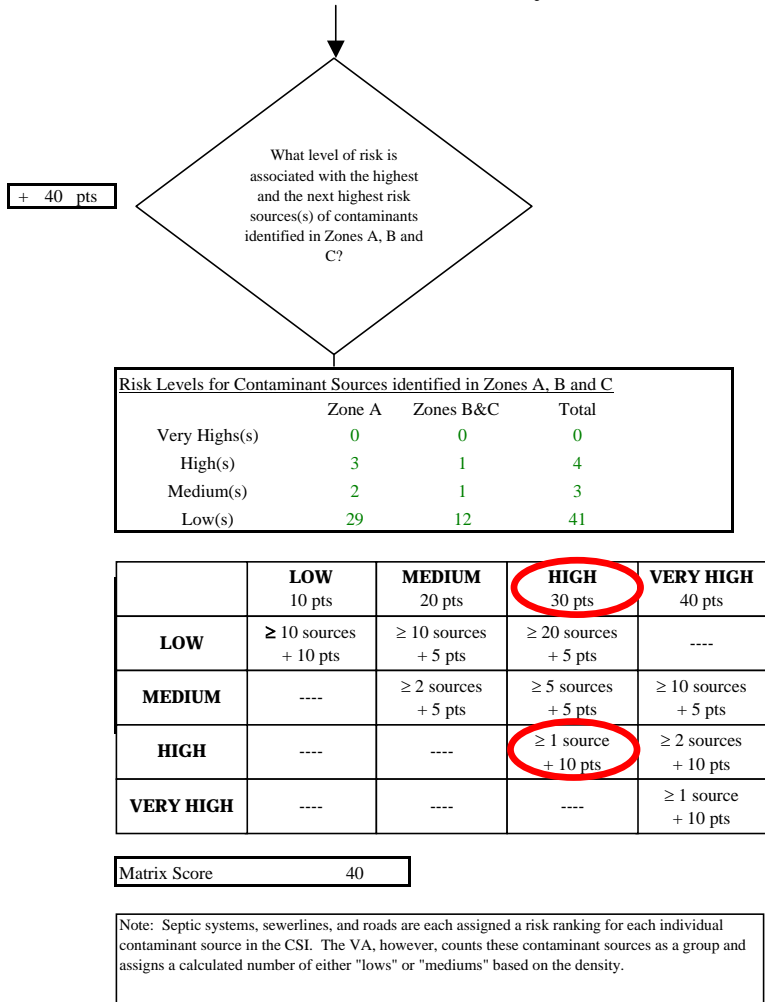 What level of risk is
associated with the highest
and the next highest risk
sources(s) of contaminants
identified in Zones A, B and
C?
+ 40 pts
Risk Levels for Contaminant Sources identified in Zones A, B and C
Zone A Zones B&C Total
Very Highs(s) 0 0 0
High(s) 3 1 4
Medium(s) 2 1 3
Low(s) 29 12 41
LOW MEDIUM HIGH VERY HIGH
10 pts 20 pts 30 pts 40 pts
LOW ≥ 10 sources ≥ 10 sources ≥ 20 sources ----
+ 10 pts + 5 pts + 5 pts
MEDIUM ---- ≥ 2 sources ≥ 5 sources ≥ 10 sources
+ 5 pts + 5 pts + 5 pts
HIGH ---- ---- ≥ 1 source ≥ 2 sources
+ 10 pts + 10 pts
VERY HIGH ---- ---- ---- ≥ 1 source
+ 10 pts
Matrix Score 40
Note: Septic systems, sewerlines, and roads are each assigned a risk ranking for each individual
contaminant source in the CSI. The VA, however, counts these contaminant sources as a group and
assigns a calculated number of either "lows" or "mediums" based on the density.